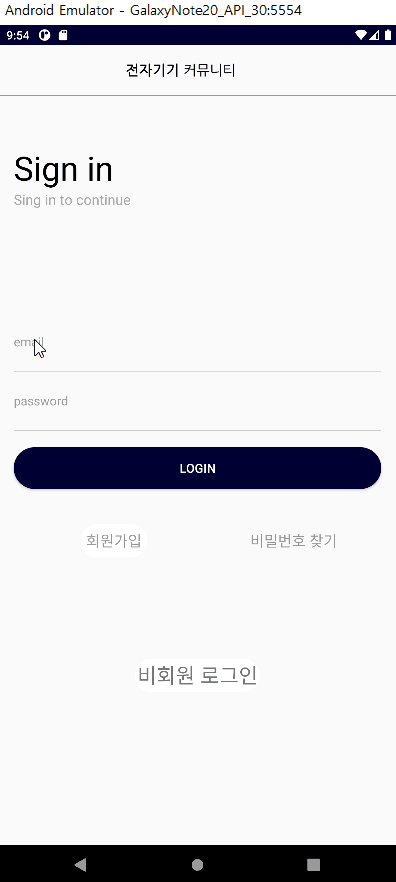 Android Emulator - GalaxyNote20_API_30:5554
9:54
전자기기 커뮤니티
Sign in
Sing in to continue
email
password
LOGIN
회원가입 비밀번호 찾기
비회원 로그인